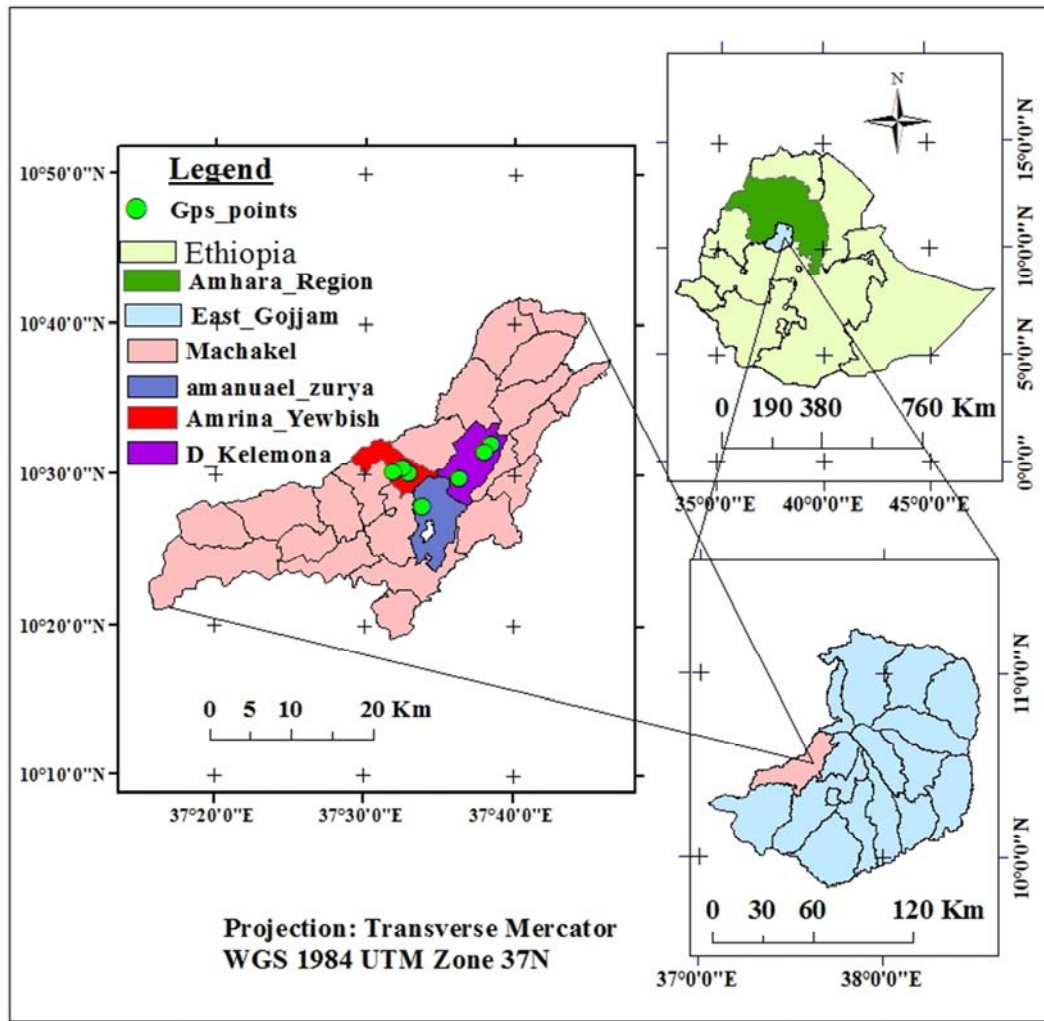 Legend
Gps_points
Ethiopia
Amhara_Region
East_Gojjam
Machakel
amanuael_zurya
Amrina_Yewbish
D_Kelemona
10°50'0"N
10°40'0"N
10°30'0"N
10°20'0"N
10°10'0"N
37°20'0"E 37°30'0"E 37°40'0"E
0 5 10 20 Km
Projection: Transverse Mercator
WGS 1984 UTM Zone 37N
N
15°0'0"N
10°0'0"N
5°0'0"N
0°0'0"
0 190 380 760 Km
35°0'0"E 40°0'0"E 45°0'0"E
11°0'0"N
10°0'0"N
0 30 60 120 Km
37°0'0"E 38°0'0"E